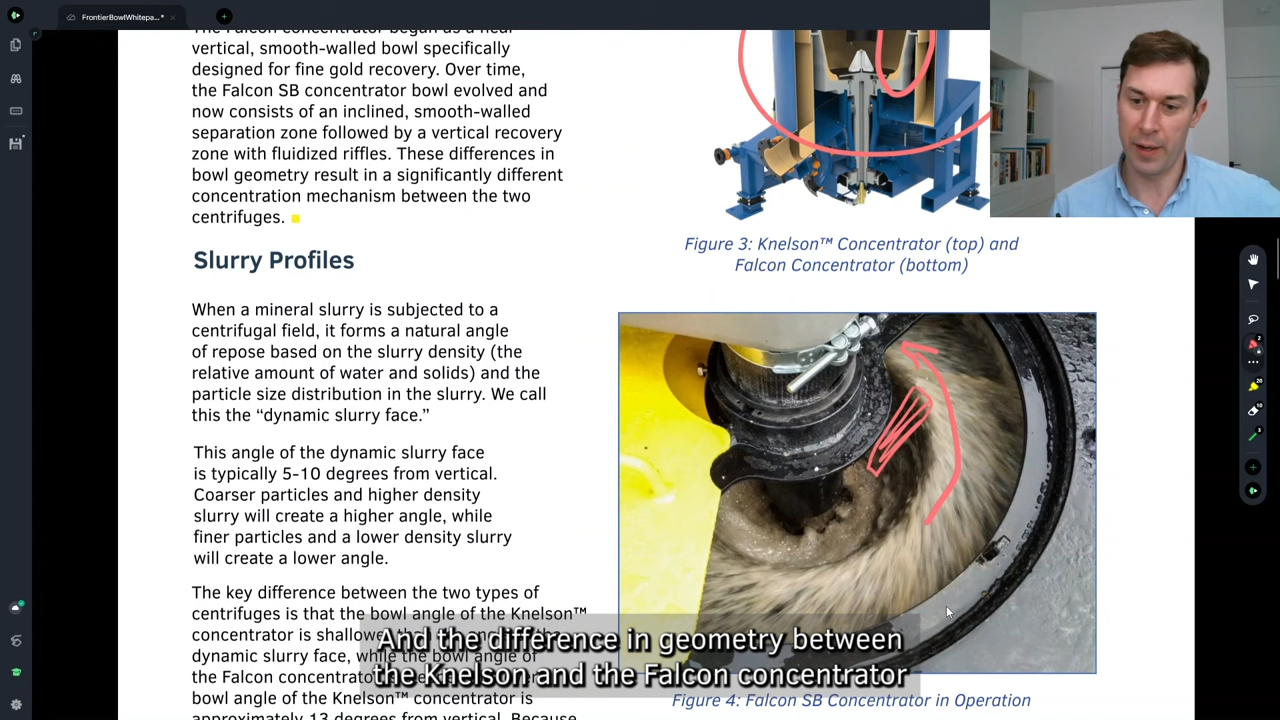 FrontierBowlWhitepa...*
The Falcon concentrator began as a near
vertical, smooth-walled bowl specifically
designed for fine gold recovery. Over time,
the Falcon SB concentrator bowl evolved and
now consists of an inclined, smooth-walled
separation zone followed by a vertical recovery
zone with fluidized riffles. These differences in
bowl geometry result in a significantly different
concentration mechanism between the two
centrifuges.
Slurry Profiles
When a mineral slurry is subjected to a
centrifugal field, it forms a natural angle
of repose based on the slurry density (the
relative amount of water and solids) and the
particle size distribution in the slurry. We call
this the “dynamic slurry face.”
This angle of the dynamic slurry face
is typically 5-10 degrees from vertical.
Coarser particles and higher density
slurry will create a higher angle, while
finer particles and a lower density slurry
will create a lower angle.
The key difference between the two types of
centrifuges is that the bowl angle of the Knelson™
concentrator is shallower
dynamic slurry face, while the bowl angle of
the Falcon concentrator
bowl angle of the Knelson™ concentrator is
approximately 13 degrees from vertical. Because
Figure 3: Knelson™ Concentrator (top) and
Falcon Concentrator (bottom)
Figure 4: Falcon SB Concentrator in Operation
And the difference in geometry between
the Knelson and the Falcon concentrator